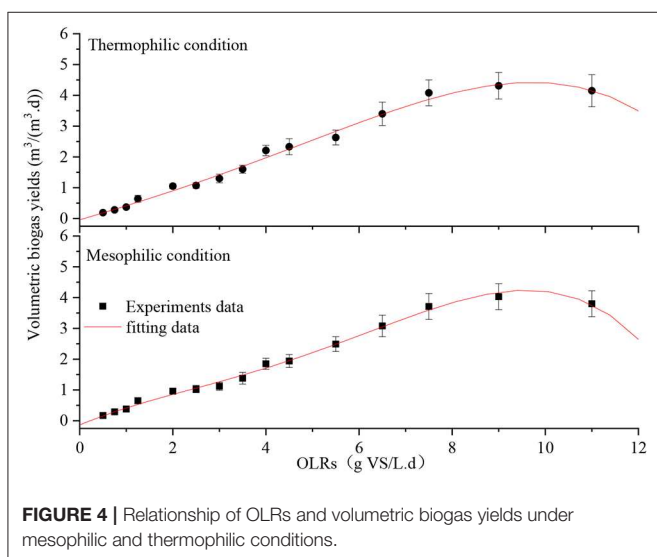 Thermophilic condition
6
5
4
3
2
1
0
Volumetric biogas yields (m³/(m³.d)
Mesophilic condition
6
5
4
3
2
1
0
Experiments data
fitting data
0 2 4 6 8 10 12
OLRs（g VS/L.d）
FIGURE 4 | Relationship of OLRs and volumetric biogas yields under
mesophilic and thermophilic conditions.